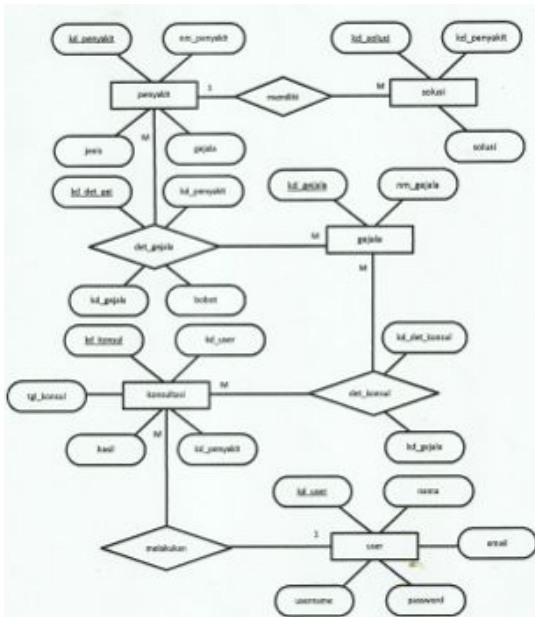 kd_penyakit
nm_penyakit
kd_solusi
kd_penyakit
penyakit
1
memiliki
M
solusi
jenis
M
gejala
solusi
kd_det_gej
kd_penyakit
kd_gejala
nm_gejala
det_gejala
M
gejala
M
kd_gejala
bobot
kd_konsul
kd_user
kd_det_konsul
tgl_konsul
konsultasi
M
det_konsul
M
hasil
kd_penyakit
kd_gejala
kd_user
nama
melakukan
1
user
email
username
password